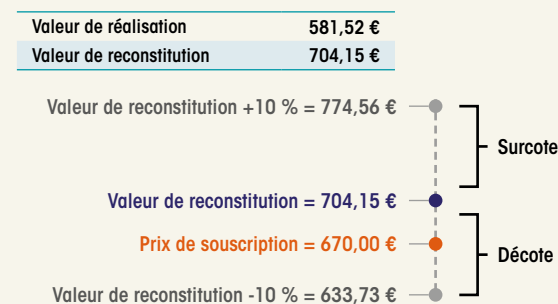 Valeur de réalisation 581,52 €
Valeur de reconstitution 704,15 €
Valeur de reconstitution +10 % = 774,56 €
Surcote
Valeur de reconstitution = 704,15 €
Prix de souscription = 670,00 €
Décote
Valeur de reconstitution -10 % = 633,73 €